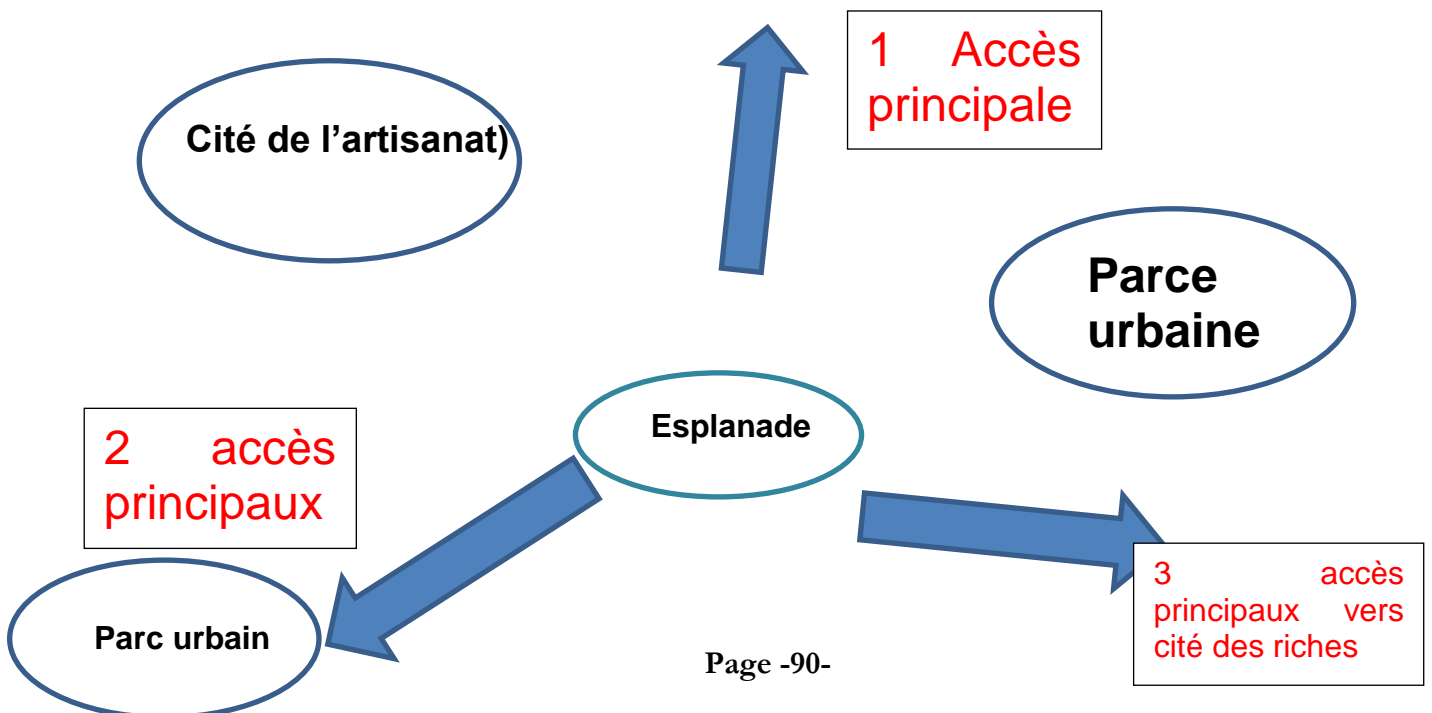 1 Accès
principale
Cité de l’artisanat)
Parce
urbaine
Esplanade
2 accès
principaux
3 accès
principaux vers
cité des riches
Parc urbain
Page -90-